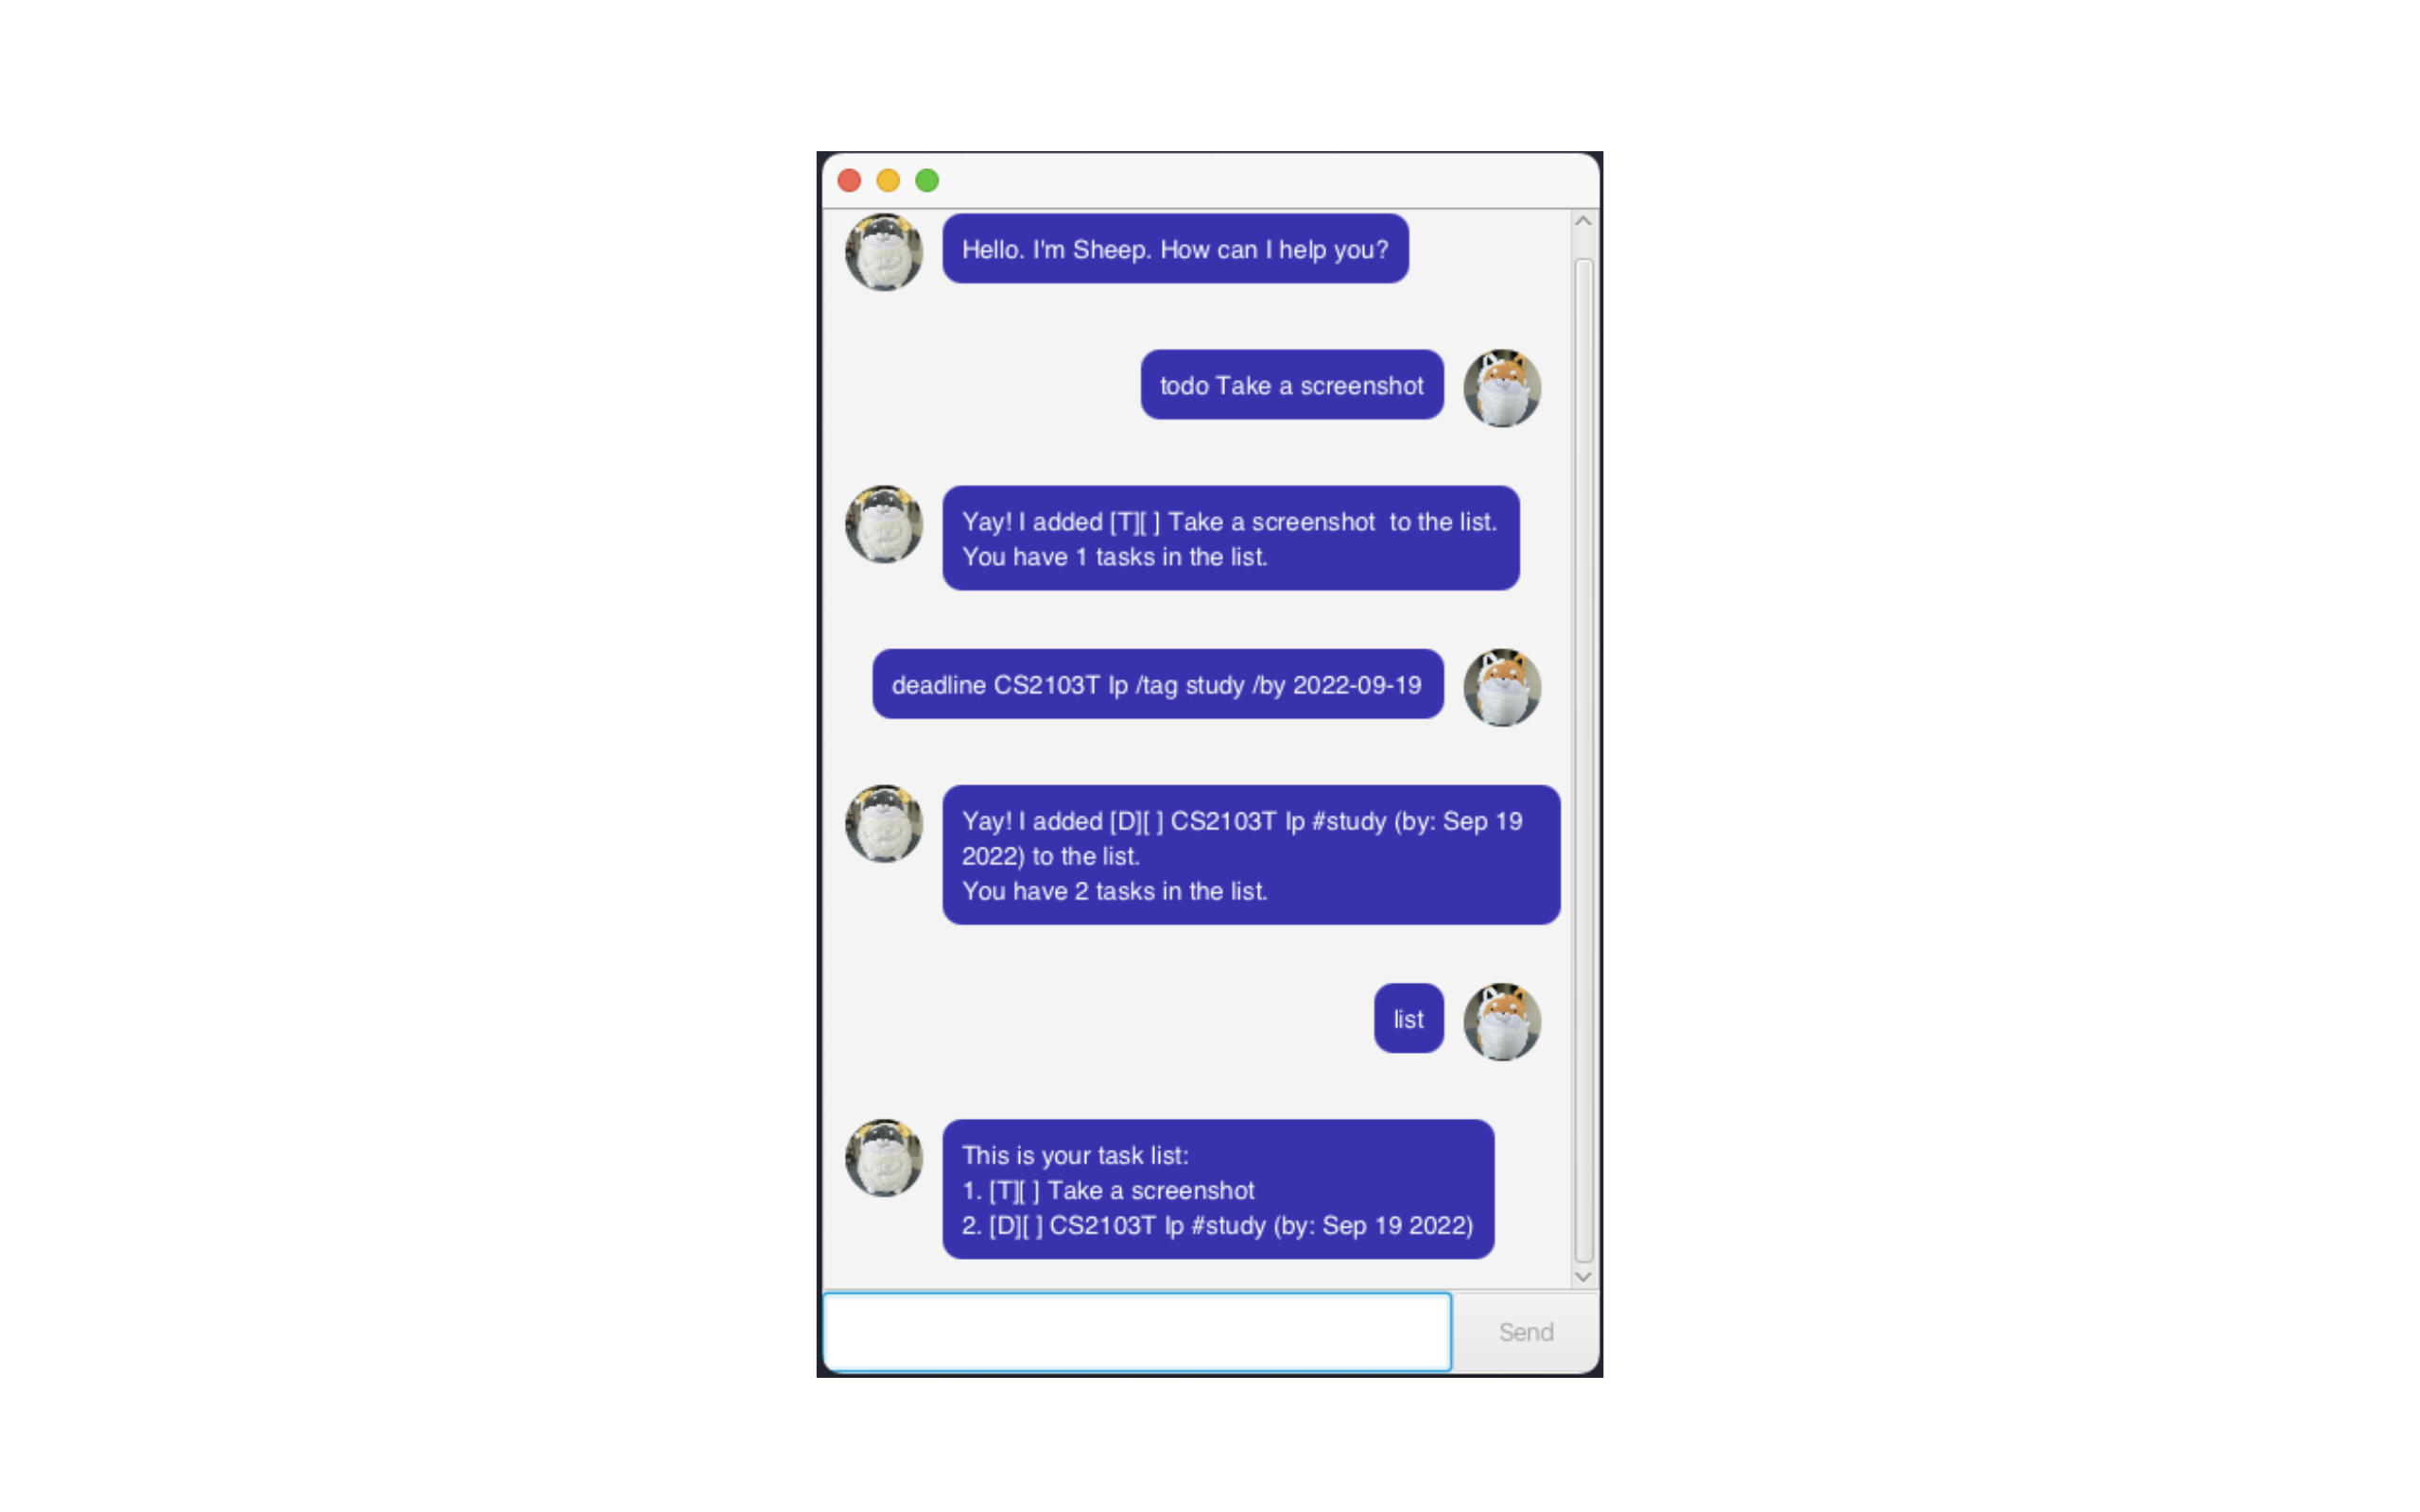 Hello. I'm Sheep. How can I help you?
todo Take a screenshot
Yay! I added [T][ ] Take a screenshot  to the list.
You have 1 tasks in the list.
deadline CS2103T Ip /tag study /by 2022-09-19
Yay! I added [D][ ] CS2103T Ip #study (by: Sep 19
2022) to the list.
You have 2 tasks in the list.
list
This is your task list:
1. [T][ ] Take a screenshot
2. [D][ ] CS2103T Ip #study (by: Sep 19 2022)
Send